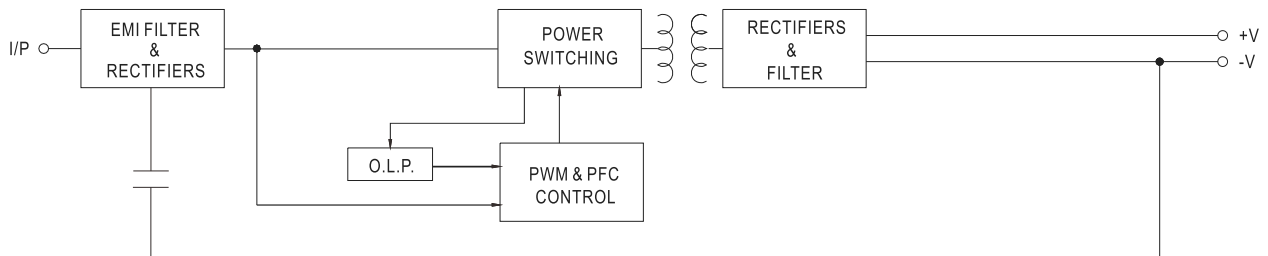 I/P
EMI FILTER
&
RECTIFIERS
POWER
SWITCHING
RECTIFIERS
&
FILTER
+V
-V
O.L.P.
PWM & PFC
CONTROL